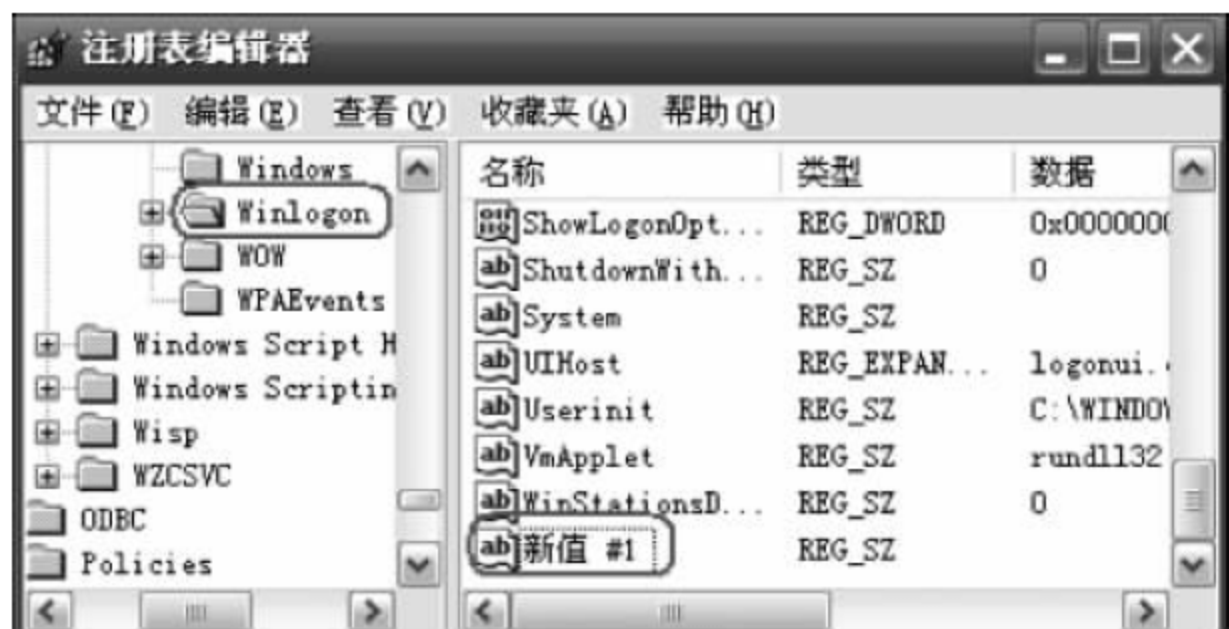 注册表编辑器
文件(F) 编辑(E) 查看(V) 收藏夹(A) 帮助(H)
Windows
Winlogon
WOW
WPAEvents
Windows Script H
Windows Scriptin
Wisp
WZCSVC
ODBC
Policies
名称 类型 数据
ShowLogonOpt... REG_DWORD 0x0000000
ShutdownWith... REG_SZ 0
System REG_SZ
UIHost REG_EXPAN... logonui.
Userinit REG_SZ C:\WINDOW
VmApplet REG_SZ rundll32
WinStationsD... REG_SZ 0
新值 #1 REG_SZ